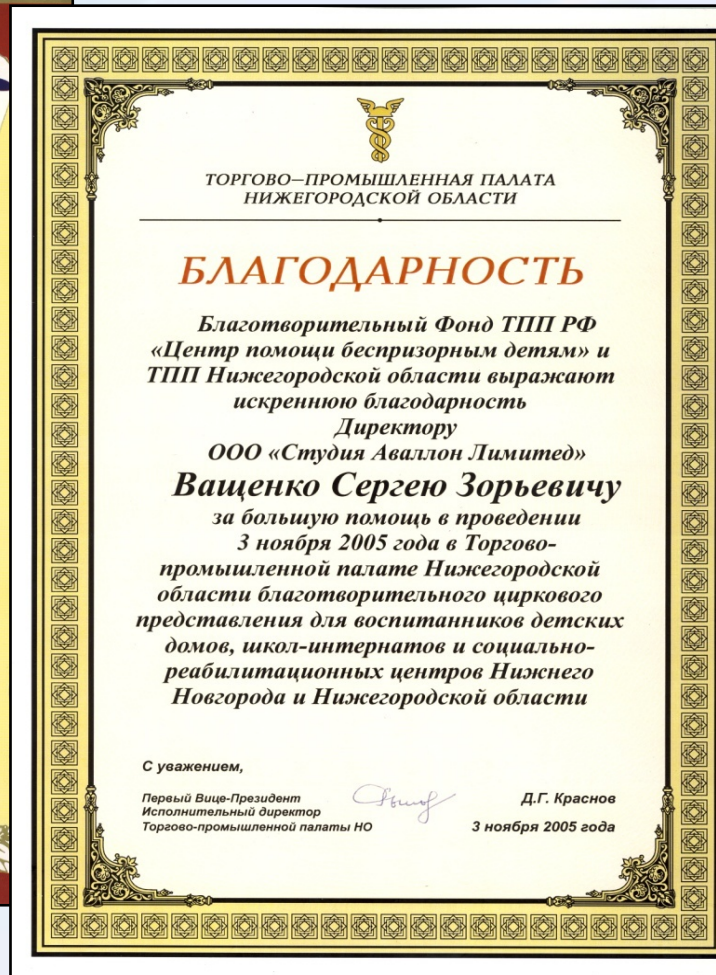 ТОРГОВО—ПРОМЫШЛЕННАЯ ПАЛАТА
НИЖЕГОРОДСКОЙ ОБЛАСТИ
БЛАГОДАРНОСТЬ
Благотворительный Фонд ТПП РФ
«Центр помощи беспризорным детям» и
ТПП Нижегородской области выражают
искреннюю благодарность
Директору
ООО «Студия Аваллон Лимитед»
Ващенко Сергею Зорьевичу
за большую помощь в проведении
3 ноября 2005 года в Торгово-
промышленной палате Нижегородской
области благотворительного циркового
представления для воспитанников детских
домов, школ-интернатов и социально-
реабилитационных центров Нижнего
Новгорода и Нижегородской области
С уважением,
Первый Вице-Президент
Исполнительный директор
Торгово-промышленной палаты НО
Д.Г. Краснов
3 ноября 2005 года